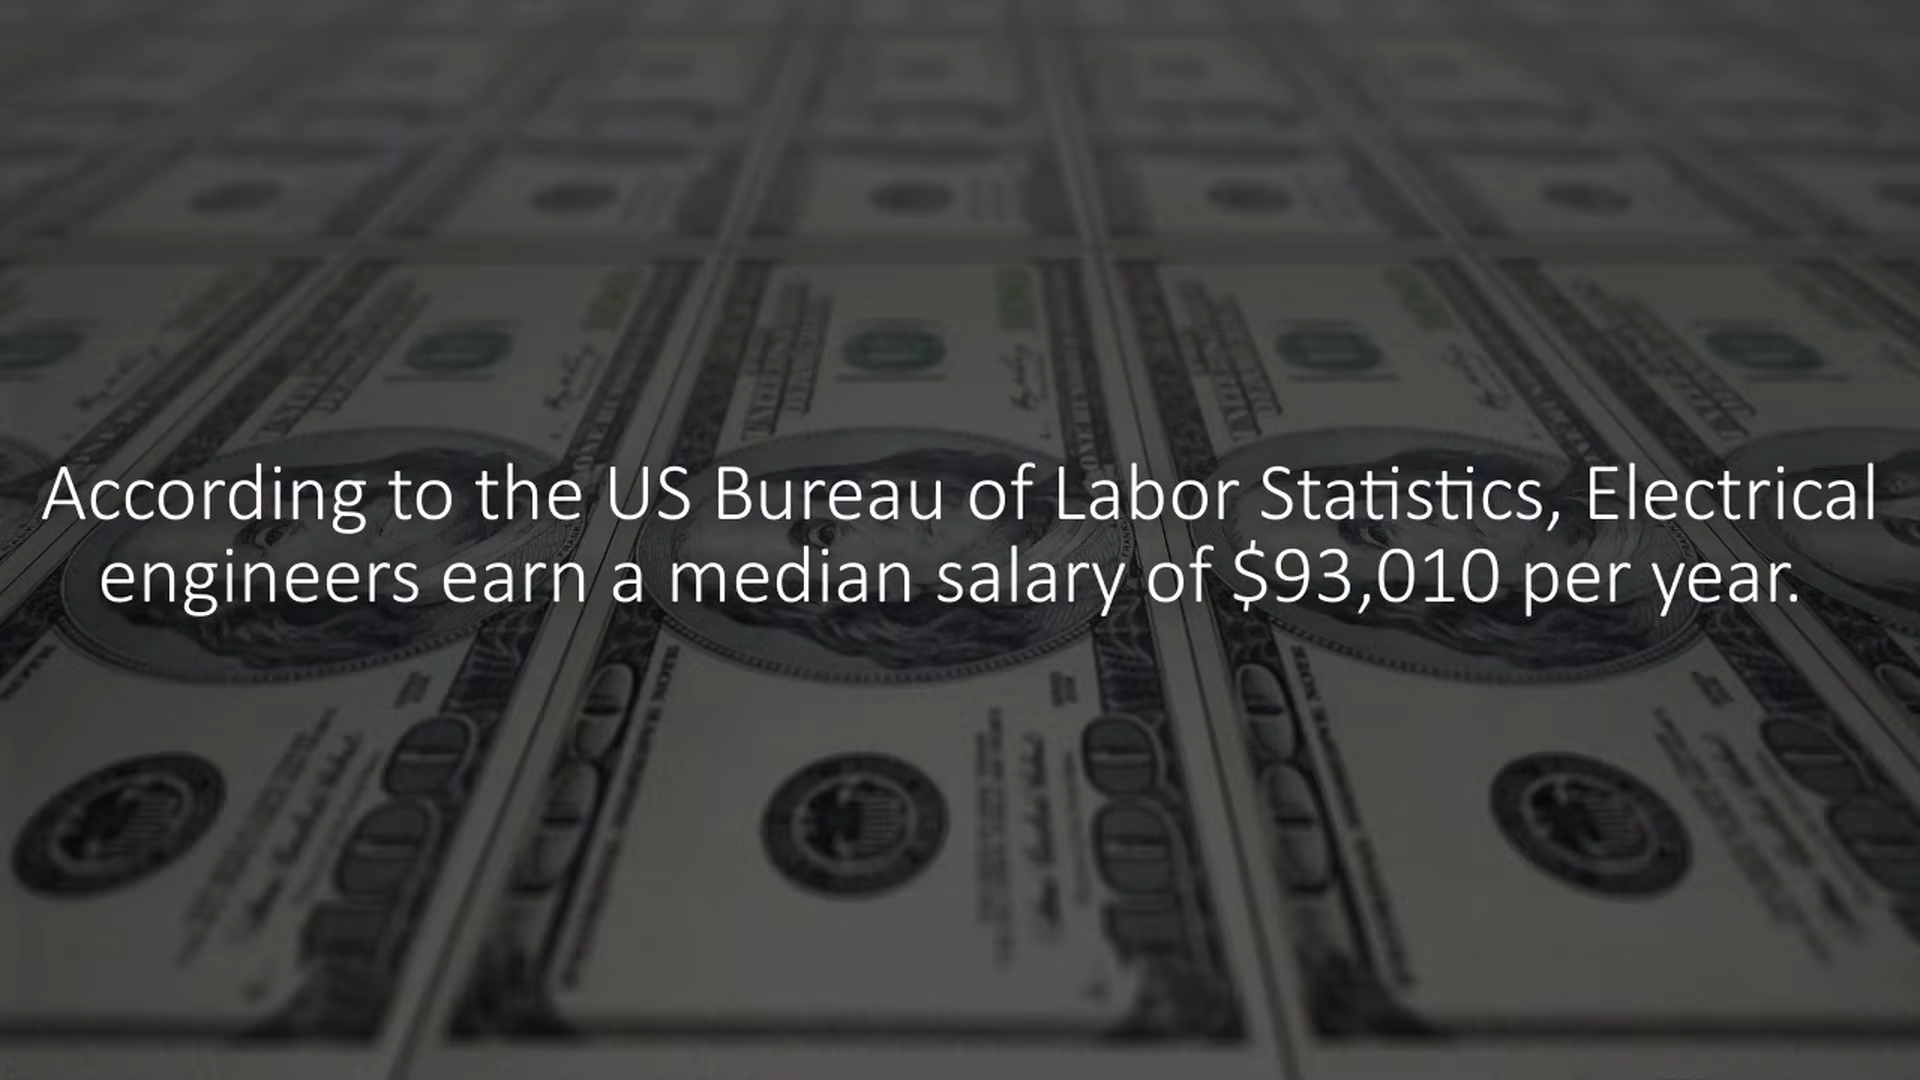 According to the US Bureau of Labor Statistics, Electrical
engineers earn a median salary of $93,010 per year.